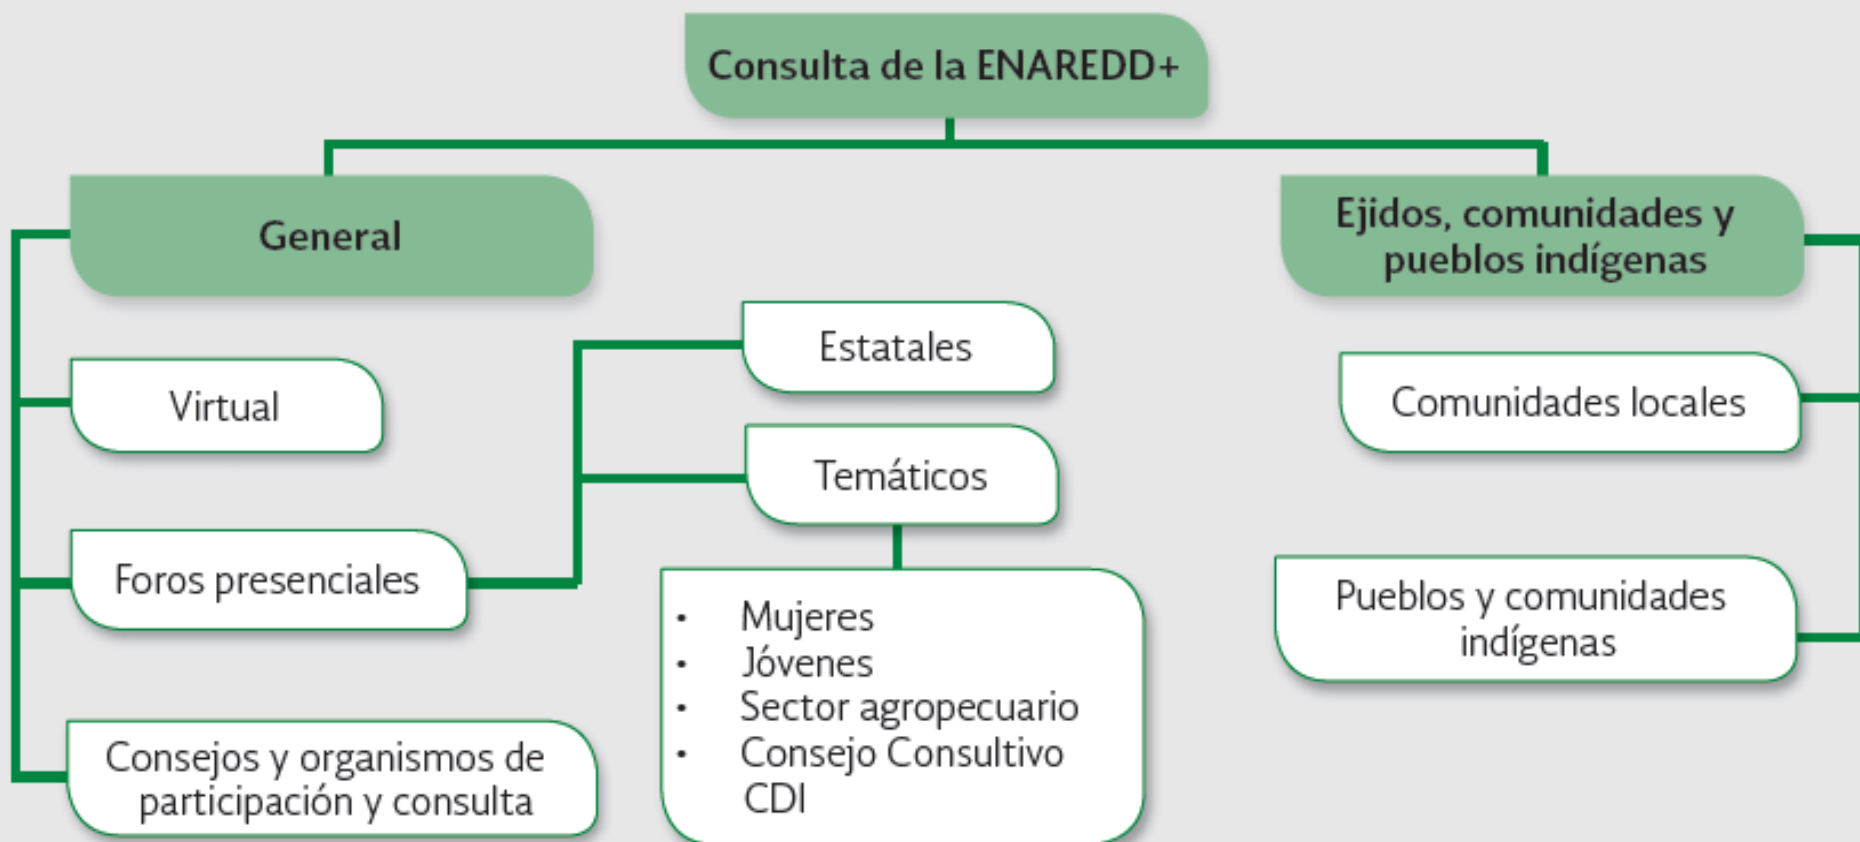 Consulta de la ENAREDD+
General
Ejidos, comunidades y
pueblos indígenas
Virtual
Foros presenciales
Consejos y organismos de
participación y consulta
Estatales
Temáticos
• Mujeres
• Jóvenes
• Sector agropecuario
• Consejo Consultivo
CDI
Comunidades locales
Pueblos y comunidades
indígenas